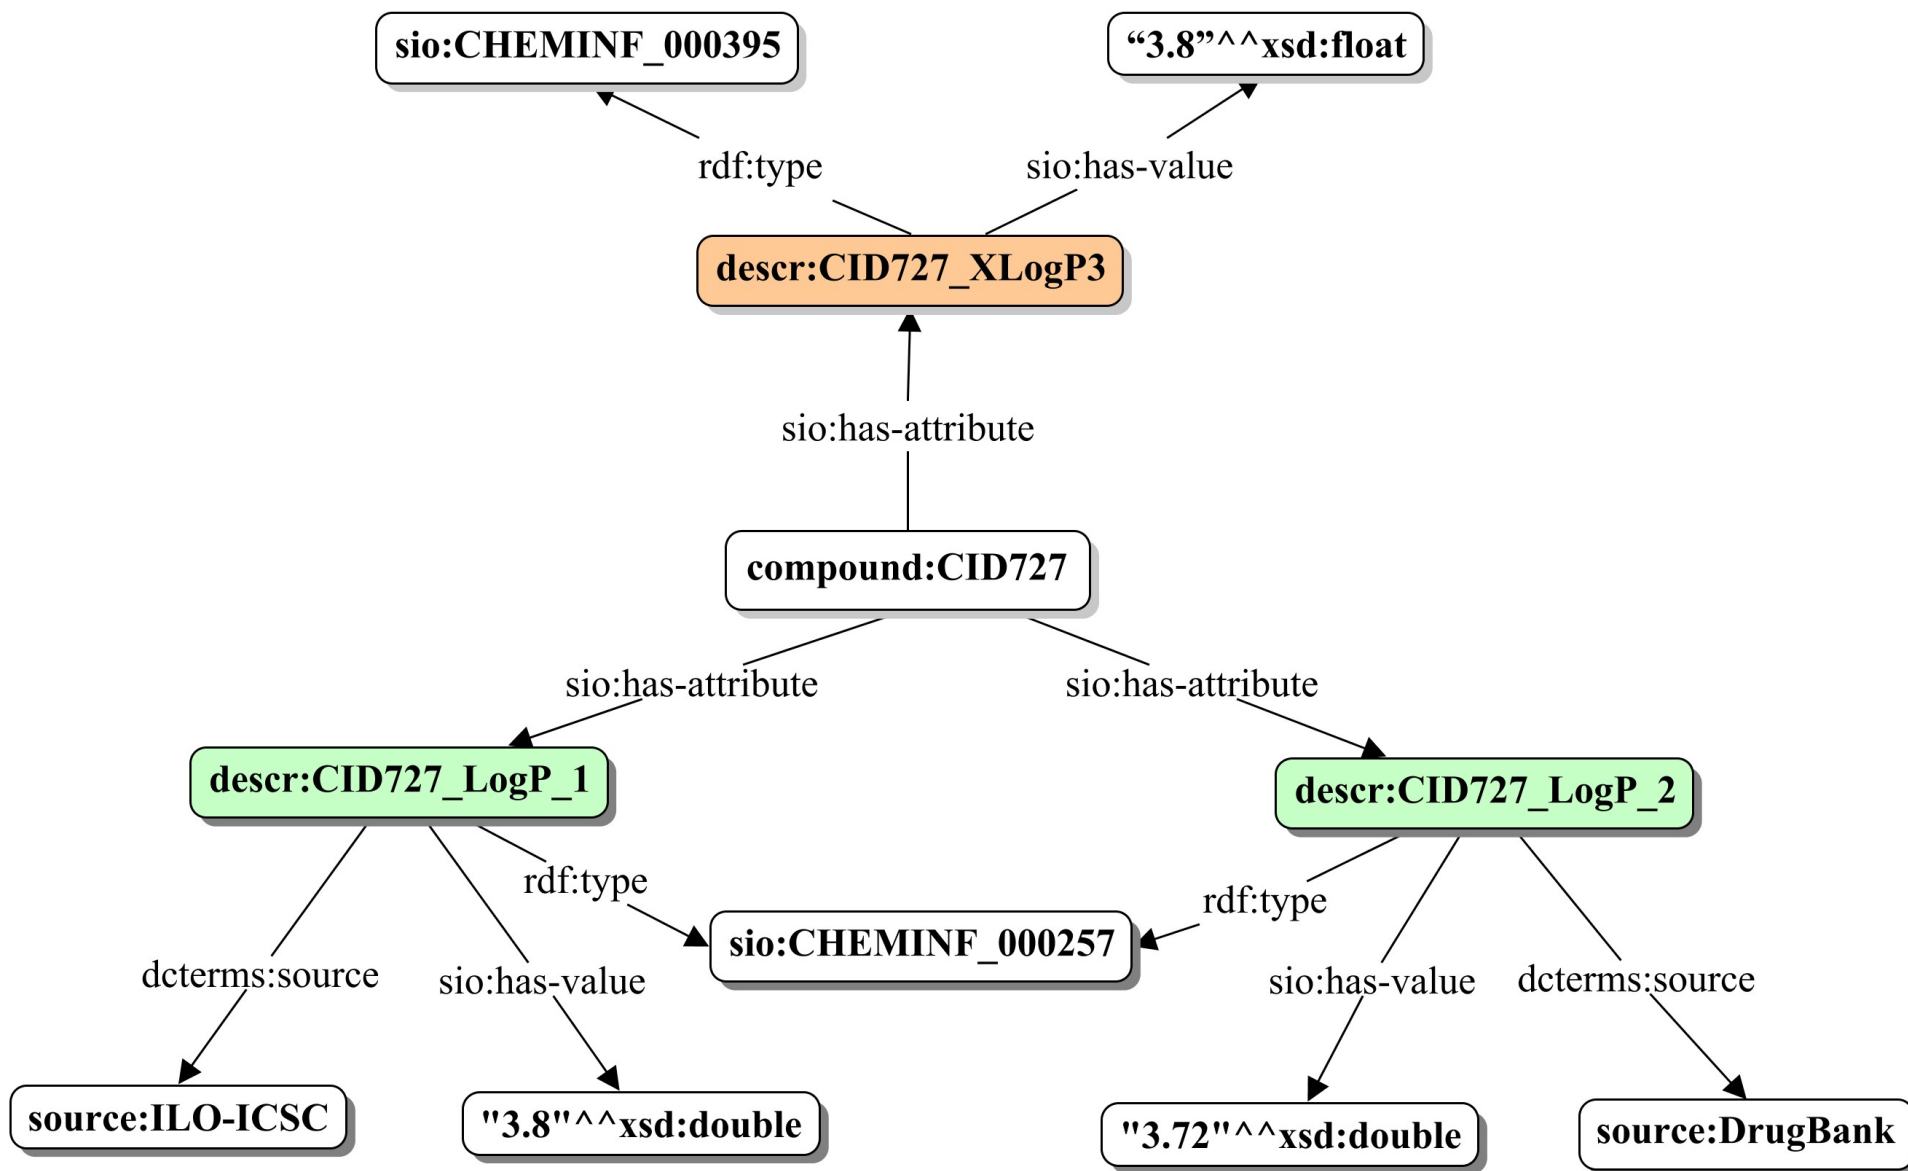 sio:CHEMINF_000395
“3.8”^^xsd:float
rdf:type
sio:has-value
descr:CID727_XLogP3
sio:has-attribute
compound:CID727
sio:has-attribute
sio:has-attribute
descr:CID727_LogP_1
descr:CID727_LogP_2
rdf:type
rdf:type
sio:CHEMINF_000257
dcterms:source
sio:has-value
sio:has-value
dcterms:source
source:ILO-ICSC
"3.8"^^xsd:double
"3.72"^^xsd:double
source:DrugBank